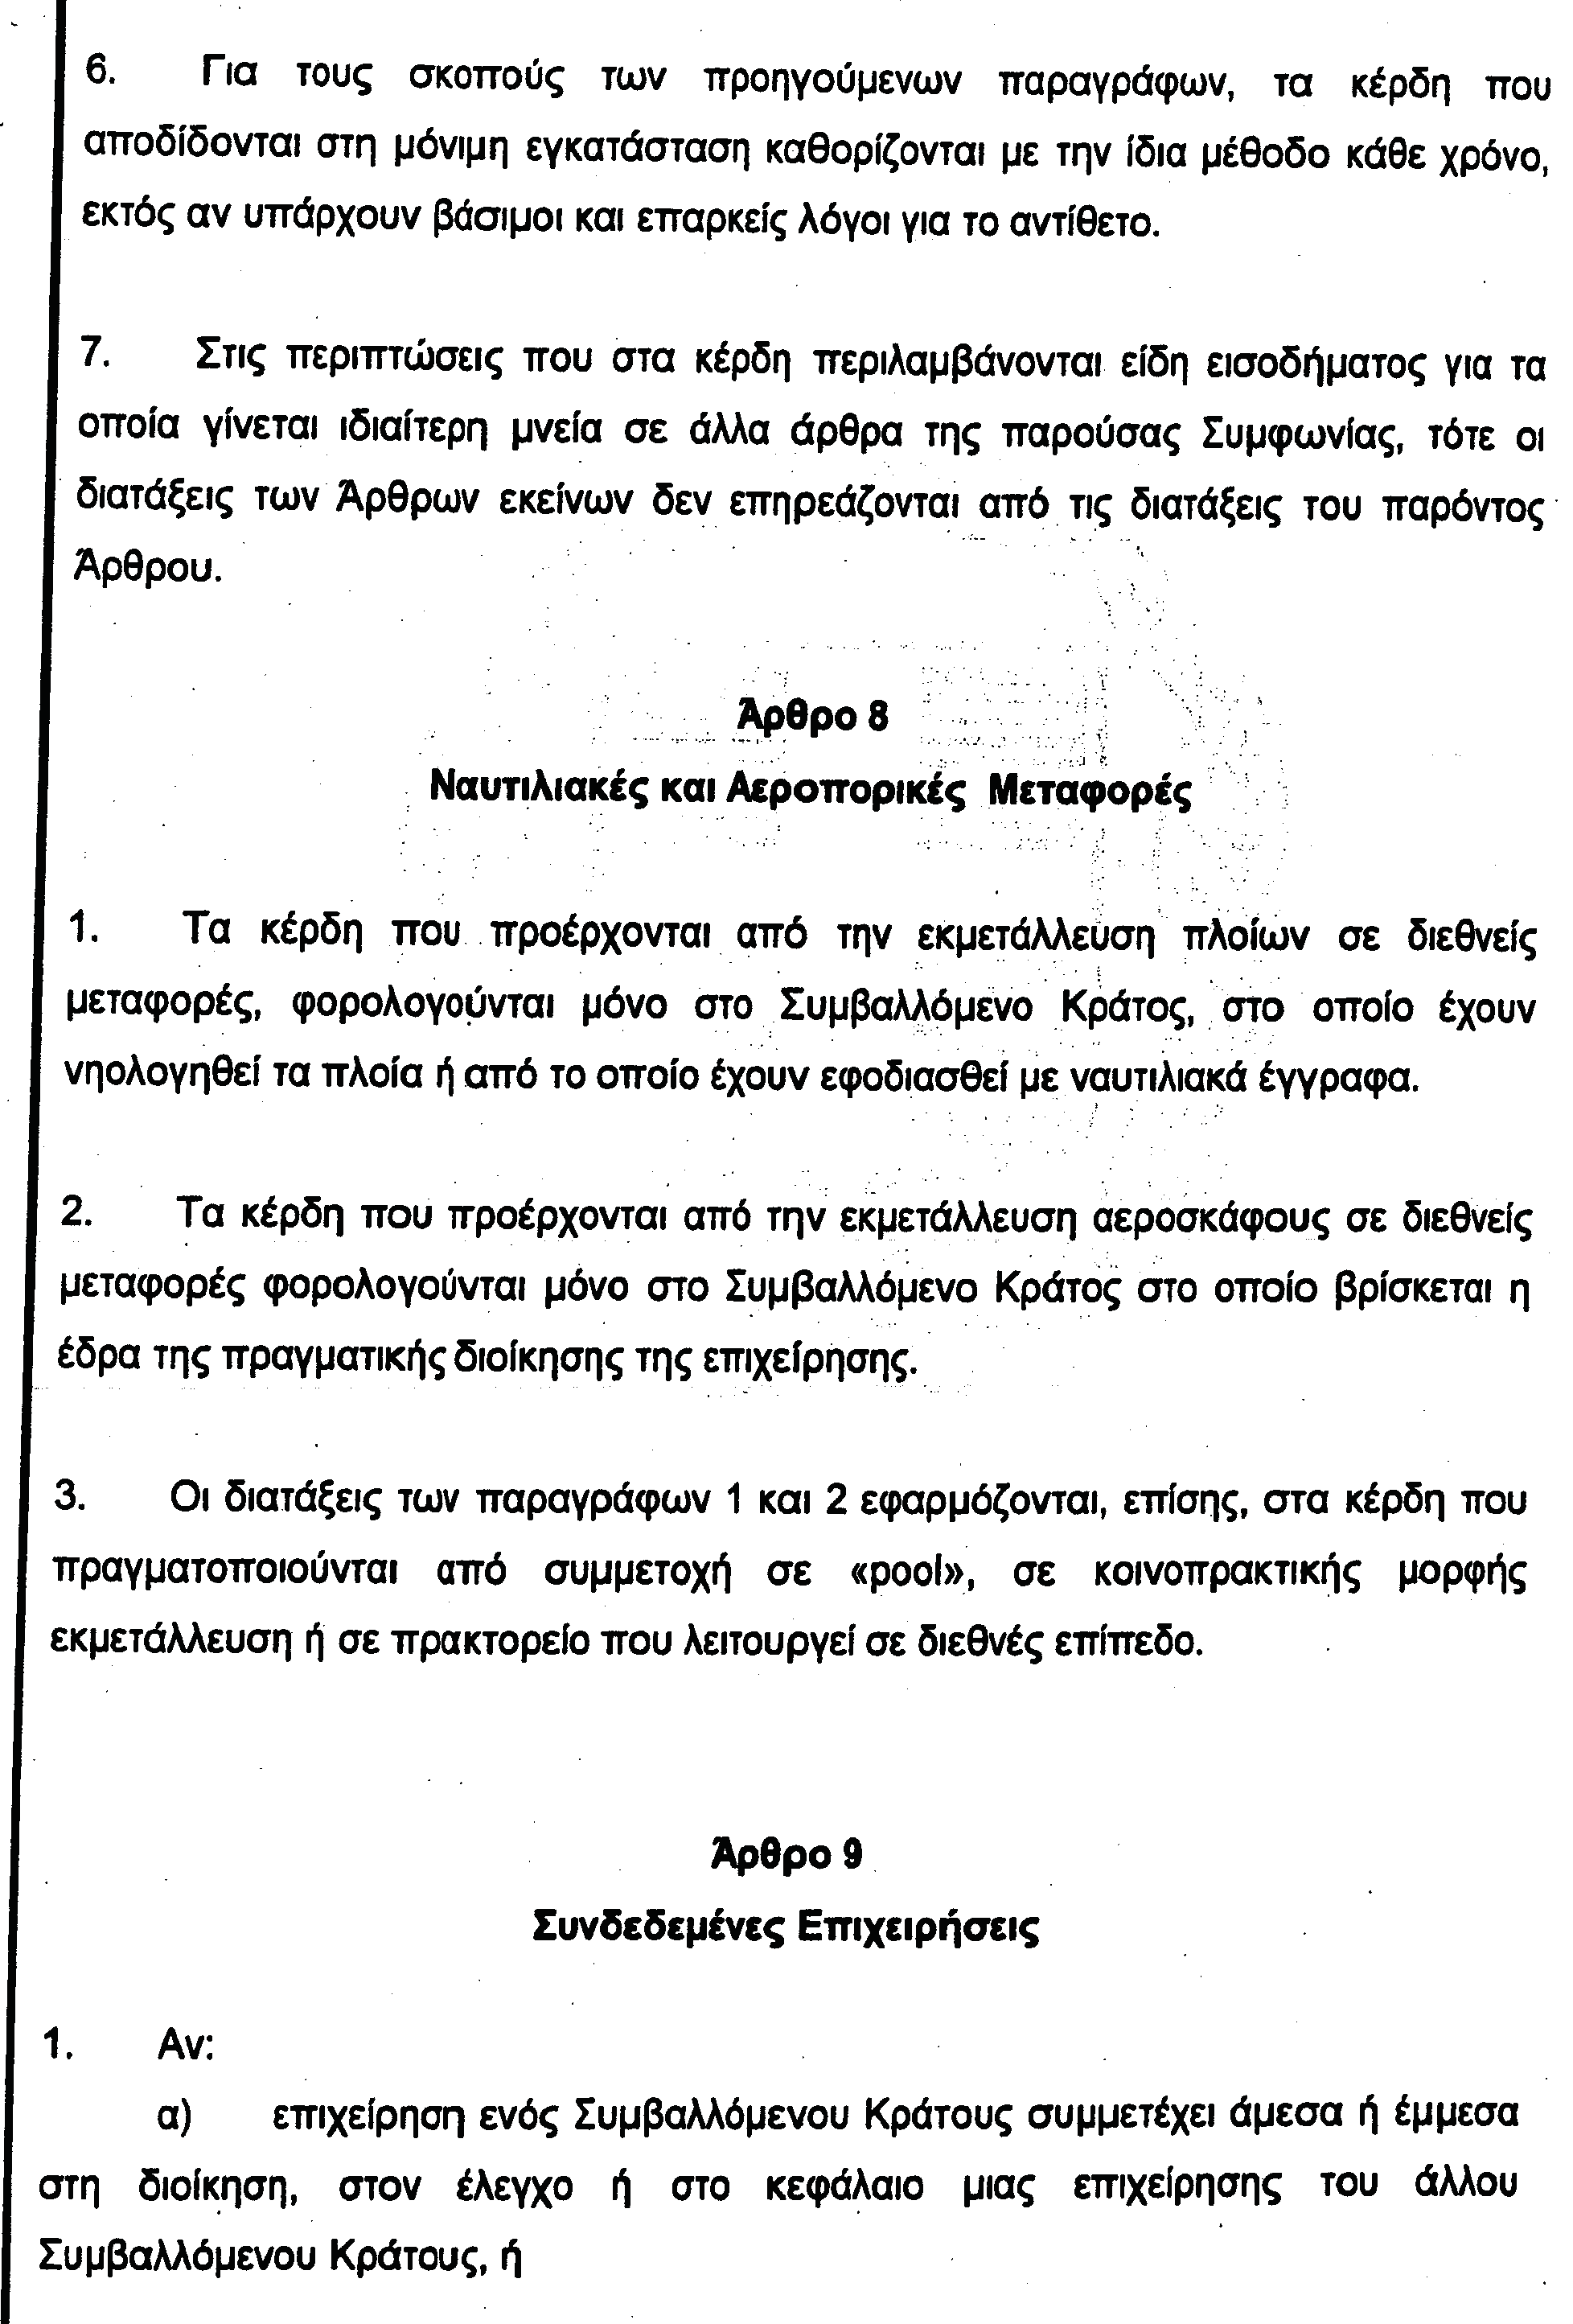 6. Για τους σκοπούς των προηγούμενων παραγράφων, τα κέρδη που
αποδίδονται στη μόνιμη εγκατάσταση καθορίζονται με την ίδια μέθοδο κάθε χρόνο,
εκτός αν υπάρχουν βάσιμοι και επαρκείς λόγοι για το αντίθετο.
7. Στις περιπτώσεις που στα κέρδη περιλαμβάνονται είδη εισοδήματος για τα
οποία γίνεται ιδιαίτερη μνεία σε άλλα άρθρα της παρούσας Συμφωνίας, τότε οι
διατάξεις των Άρθρων εκείνων δεν επηρεάζονται από τις διατάξεις του παρόντος
Άρθρου.
Άρθρο 8
Ναυτιλιακές και Αεροπορικές Μεταφορές
1. Τα κέρδη που προέρχονται από την εκμετάλλευση πλοίων σε διεθνείς
μεταφορές, φορολογούνται μόνο στο Συμβαλλόμενο Κράτος, στο οποίο έχουν
νηολογηθεί τα πλοία ή από το οποίο έχουν εφοδιασθεί με ναυτιλιακά έγγραφα.
2. Τα κέρδη που προέρχονται από την εκμετάλλευση αεροσκάφους σε διεθνείς
μεταφορές φορολογούνται μόνο στο Συμβαλλόμενο Κράτος στο οποίο βρίσκεται η
έδρα της πραγματικής διοίκησης της επιχείρησης.
3. Οι διατάξεις των παραγράφων 1 και 2 εφαρμόζονται, επίσης, στα κέρδη που
πραγματοποιούνται από συμμετοχή σε «pool», σε κοινοπρακτικής μορφής
εκμετάλλευση ή σε πρακτορείο που λειτουργεί σε διεθνές επίπεδο.
Άρθρο 9
Συνδεδεμένες Επιχειρήσεις
1. Αν:
α) επιχείρηση ενός Συμβαλλόμενου Κράτους συμμετέχει άμεσα ή έμμεσα
στη διοίκηση, στον έλεγχο ή στο κεφάλαιο μιας επιχείρησης του άλλου
Συμβαλλόμενου Κράτους, ή